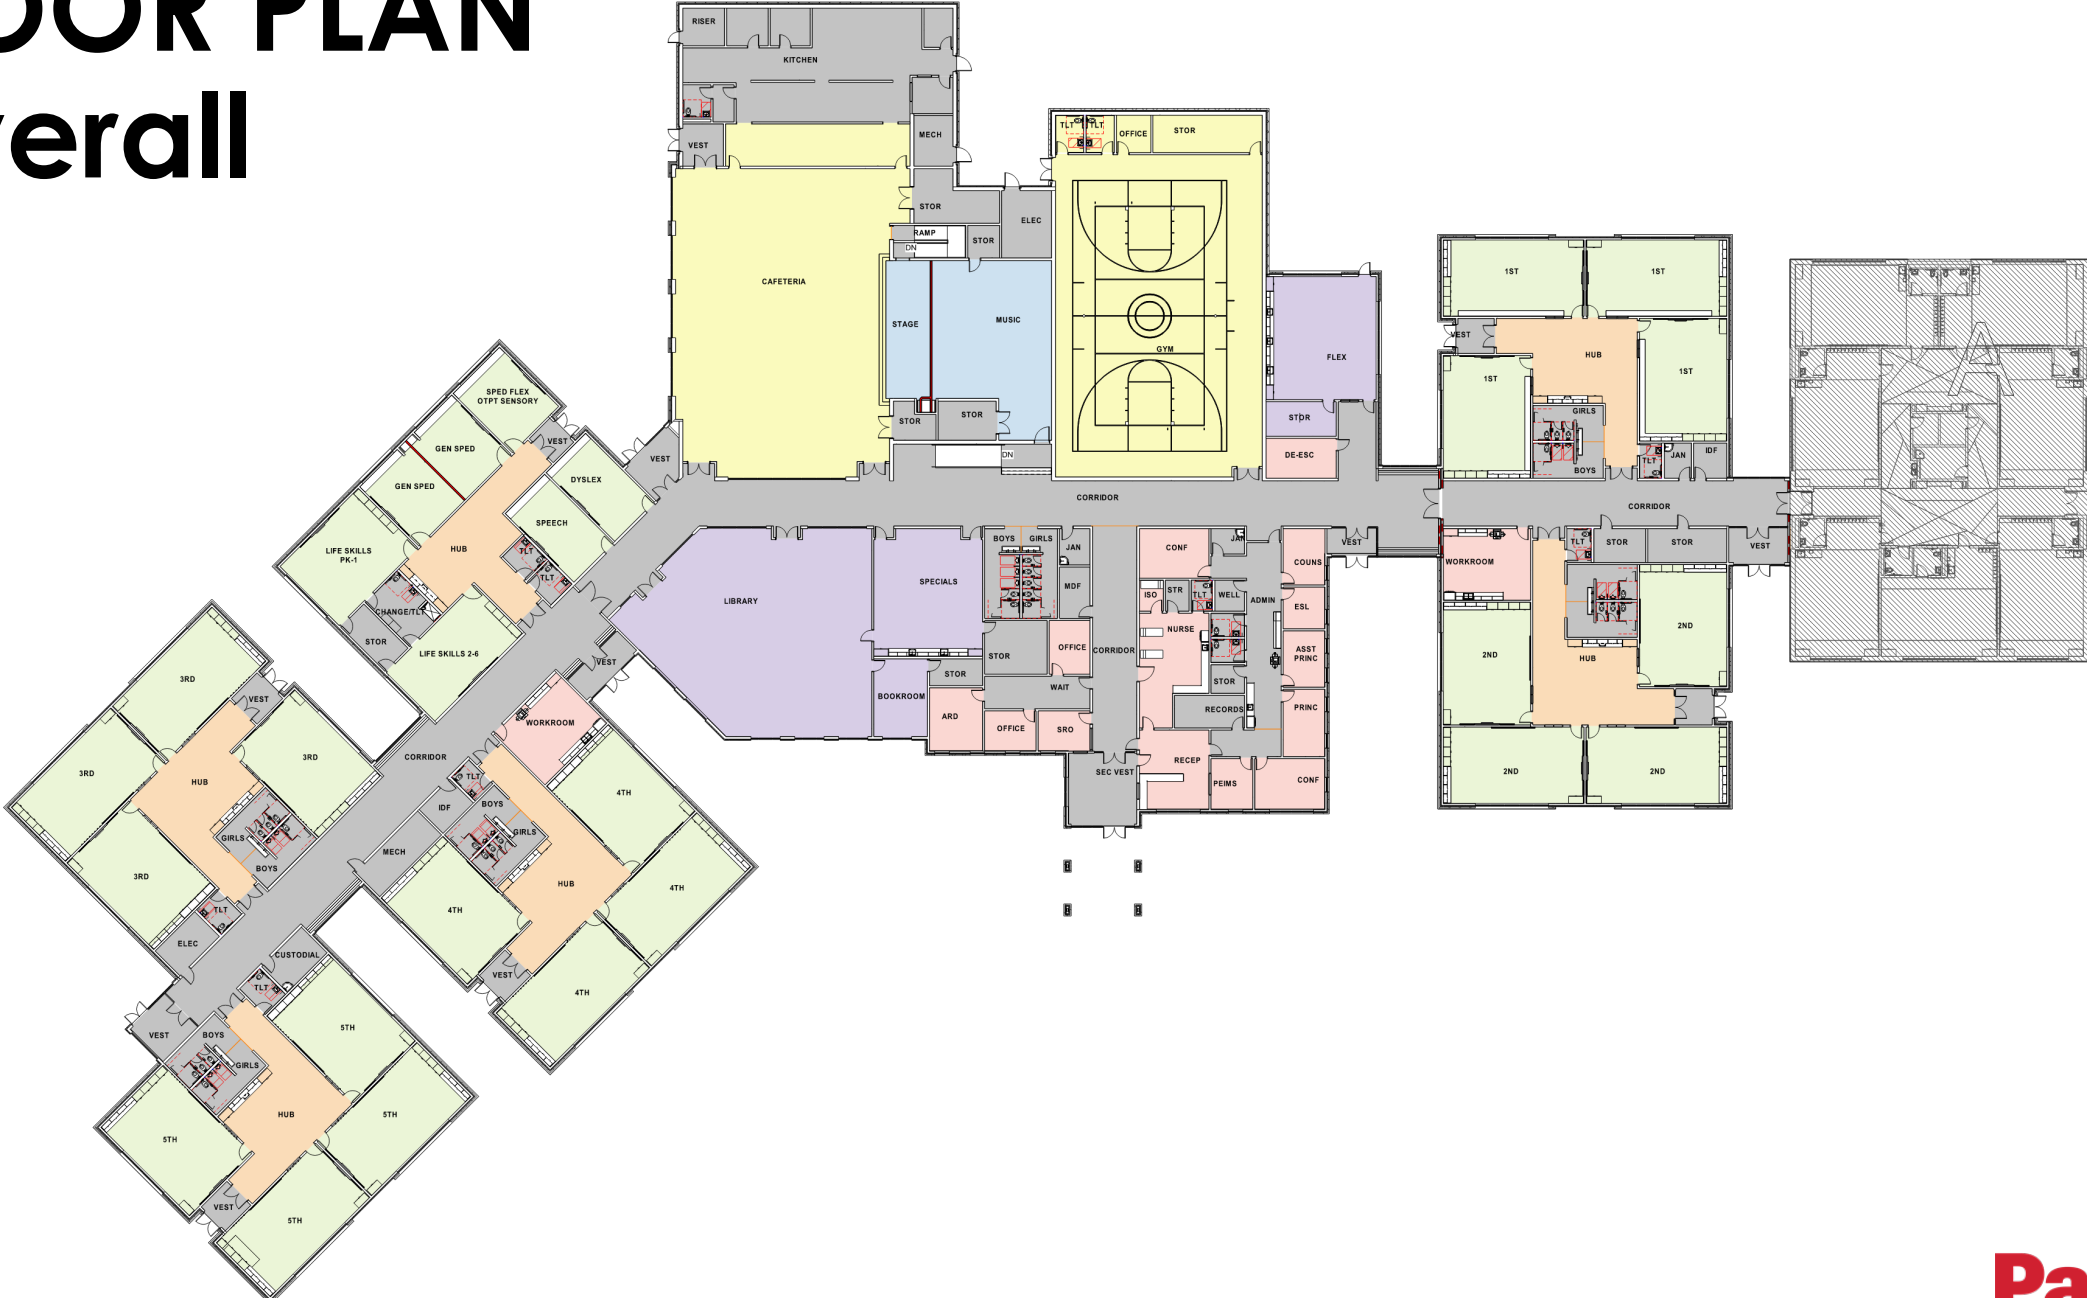 OOR PLAN
verall
RISER
KITCHEN
VEST
MECH
STOR
ELEC
RAMP
DN
STOR
CAFETERIA
STAGE
MUSIC
STOR
STOR
DN
TLT
TLT
OFFICE
STOR
GYM
FLEX
STOR
DE-ESC
1ST
1ST
VEST
HUB
1ST
1ST
GIRLS
BOYS
TLT
JAN
IDF
A
SPED FLEX
OTPT SENSORY
GEN SPED
VEST
GEN SPED
DYSLEX
VEST
SPEECH
LIFE SKILLS
PK-1
HUB
TLT
TLT
CHANGE/TLT
STOR
LIFE SKILLS 2-6
CORRIDOR
CORRIDOR
LIBRARY
SPECIALS
BOYS
GIRLS
JAN
MDF
STOR
OFFICE
STOR
BOOKROOM
WAIT
ARD
OFFICE
SRO
CORRIDOR
SEC VEST
CONF
JAN
COUNS
VEST
ISO
STR
TLT
WELL
ADMIN
ESL
NURSE
ASST
PRINC
STOR
RECORDS
PRINC
RECEP
PEIMS
CONF
WORKROOM
TLT
STOR
STOR
VEST
2ND
2ND
HUB
2ND
2ND
VEST
WORKROOM
3RD
VEST
3RD
3RD
HUB
CORRIDOR
TLT
IDF
BOYS
GIRLS
4TH
MECH
GIRLS
BOYS
3RD
HUB
4TH
4TH
TLT
ELEC
VEST
4TH
CUSTODIAL
TLT
VEST
BOYS
GIRLS
5TH
HUB
5TH
5TH
VEST
5TH
Pa